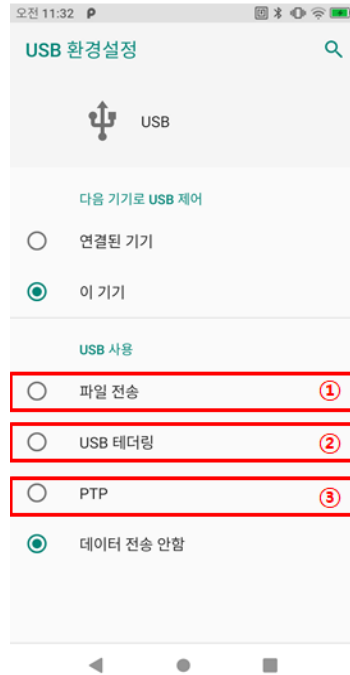 오전 11:32
USB 환경설정
USB
다음 기기로 USB 제어
연결된 기기
이 기기
USB 사용
파일 전송 ①
USB 테더링 ②
PTP ③
데이터 전송 안함